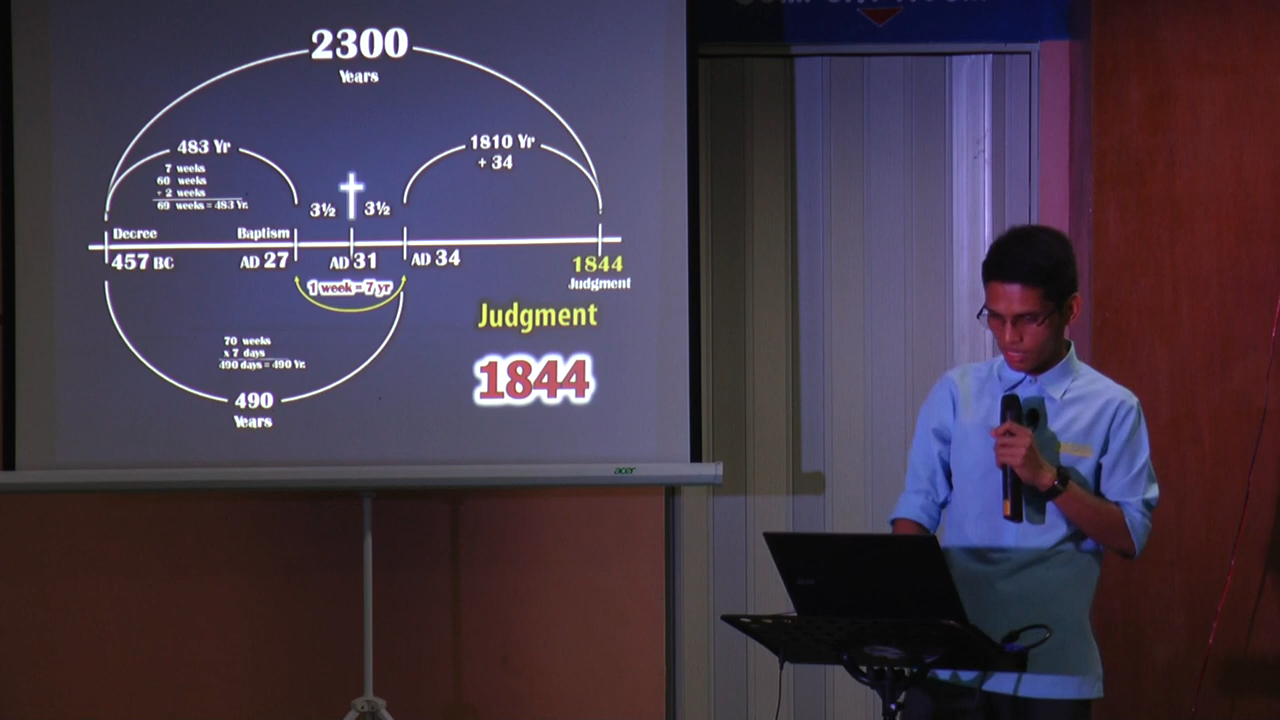 2300
Years
483 Yr
7 weeks
60 weeks
+ 2 weeks
69 weeks = 483 Yr.
1810 Yr
+ 34
3½
3½
Decree
Baptism
457 BC
AD 27
AD 31
AD 34
1844
Judgment
1 week = 7 yr
Judgment
1844
70 weeks
x 7 days
490 days = 490 Yr.
490
Years
acer